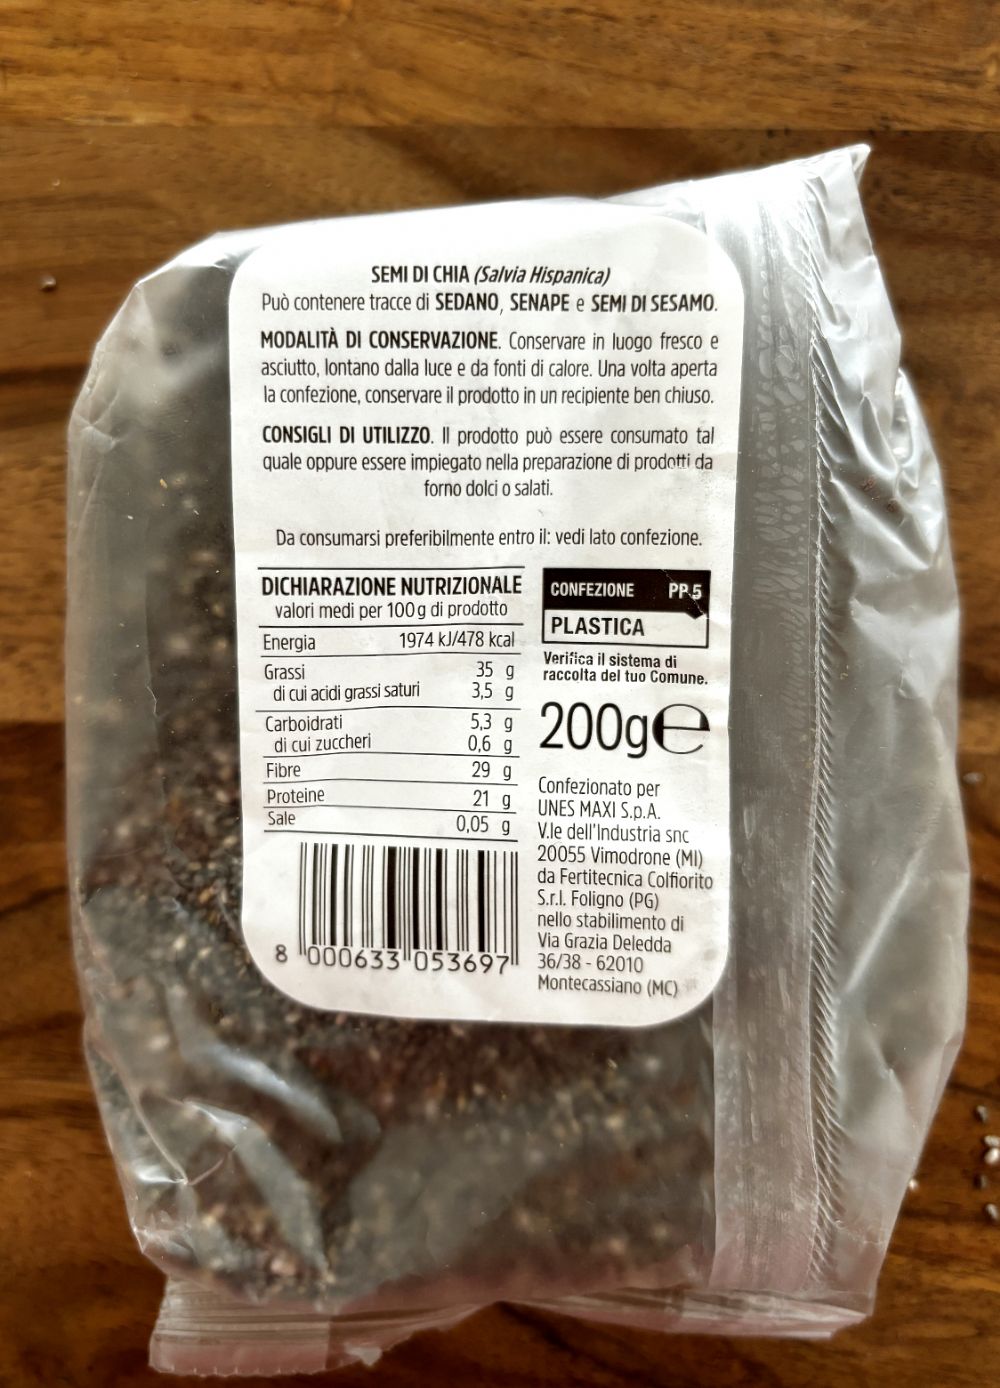 SEMI DI CHIA (Salvia Hispanica)
Può contenere tracce di SEDANO, SENAPE e SEMI DI SESAMO.
MODALITÀ DI CONSERVAZIONE. Conservare in luogo fresco e
asciutto, lontano dalla luce e da fonti di calore. Una volta aperta
la confezione, conservare il prodotto in un recipiente ben chiuso.
CONSIGLI DI UTILIZZO. Il prodotto può essere consumato tal
quale oppure essere impiegato nella preparazione di prodotti da
forno dolci o salati.
Da consumarsi preferibilmente entro il: vedi lato confezione.
DICHIARAZIONE NUTRIZIONALE
valori medi per 100 g di prodotto
Energia 1974 kJ/478 kcal
Grassi 35 g
di cui acidi grassi saturi 3,5 g
Carboidrati 5,3 g
di cui zuccheri 0,6 g
Fibre 29 g
Proteine 21 g
Sale 0,05 g
8 000633 053697
CONFEZIONE PP 5
PLASTICA
Verifica il sistema di
raccolta del tuo Comune.
200g e
Confezionato per
UNES MAXI S.p.A.
V.le dell'Industria snc
20055 Vimodrone (MI)
da Fertitecnica Colfiorito
S.r.l. Foligno (PG)
nello stabilimento di
Via Grazia Deledda
36/38 - 62010
Montecassiano (MC)